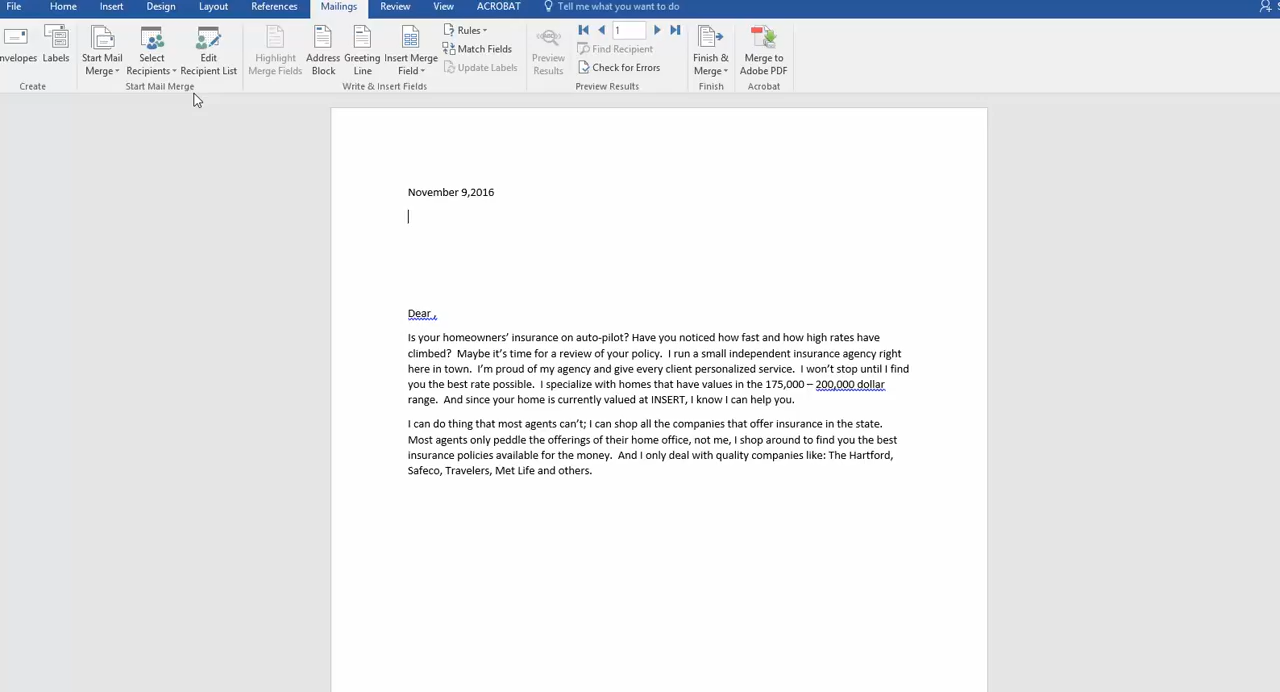 File Home Insert Design Layout References Mailings Review View ACROBAT Tell me what you want to do
nvelopes Labels
Create
Start Mail Merge
Select Recipients
Edit Recipient List
Start Mail Merge
Highlight Merge Fields
Address Block
Greeting Line
Insert Merge Field
Rules
Match Fields
Update Labels
Write & Insert Fields
Preview Results
1
Find Recipient
Check for Errors
Preview Results
Finish & Merge
Finish
Merge to Adobe PDF
Acrobat
November 9,2016
Dear ,
Is your homeowners’ insurance on auto-pilot? Have you noticed how fast and how high rates have
climbed?  Maybe it’s time for a review of your policy.  I run a small independent insurance agency right
here in town.  I’m proud of my agency and give every client personalized service.  I won’t stop until I find
you the best rate possible.  I specialize with homes that have values in the 175,000 – 200,000 dollar
range.  And since your home is currently valued at INSERT, I know I can help you.
I can do thing that most agents can’t; I can shop all the companies that offer insurance in the state.
Most agents only peddle the offerings of their home office, not me, I shop around to find you the best
insurance policies available for the money.  And I only deal with quality companies like: The Hartford,
Safeco, Travelers, Met Life and others.